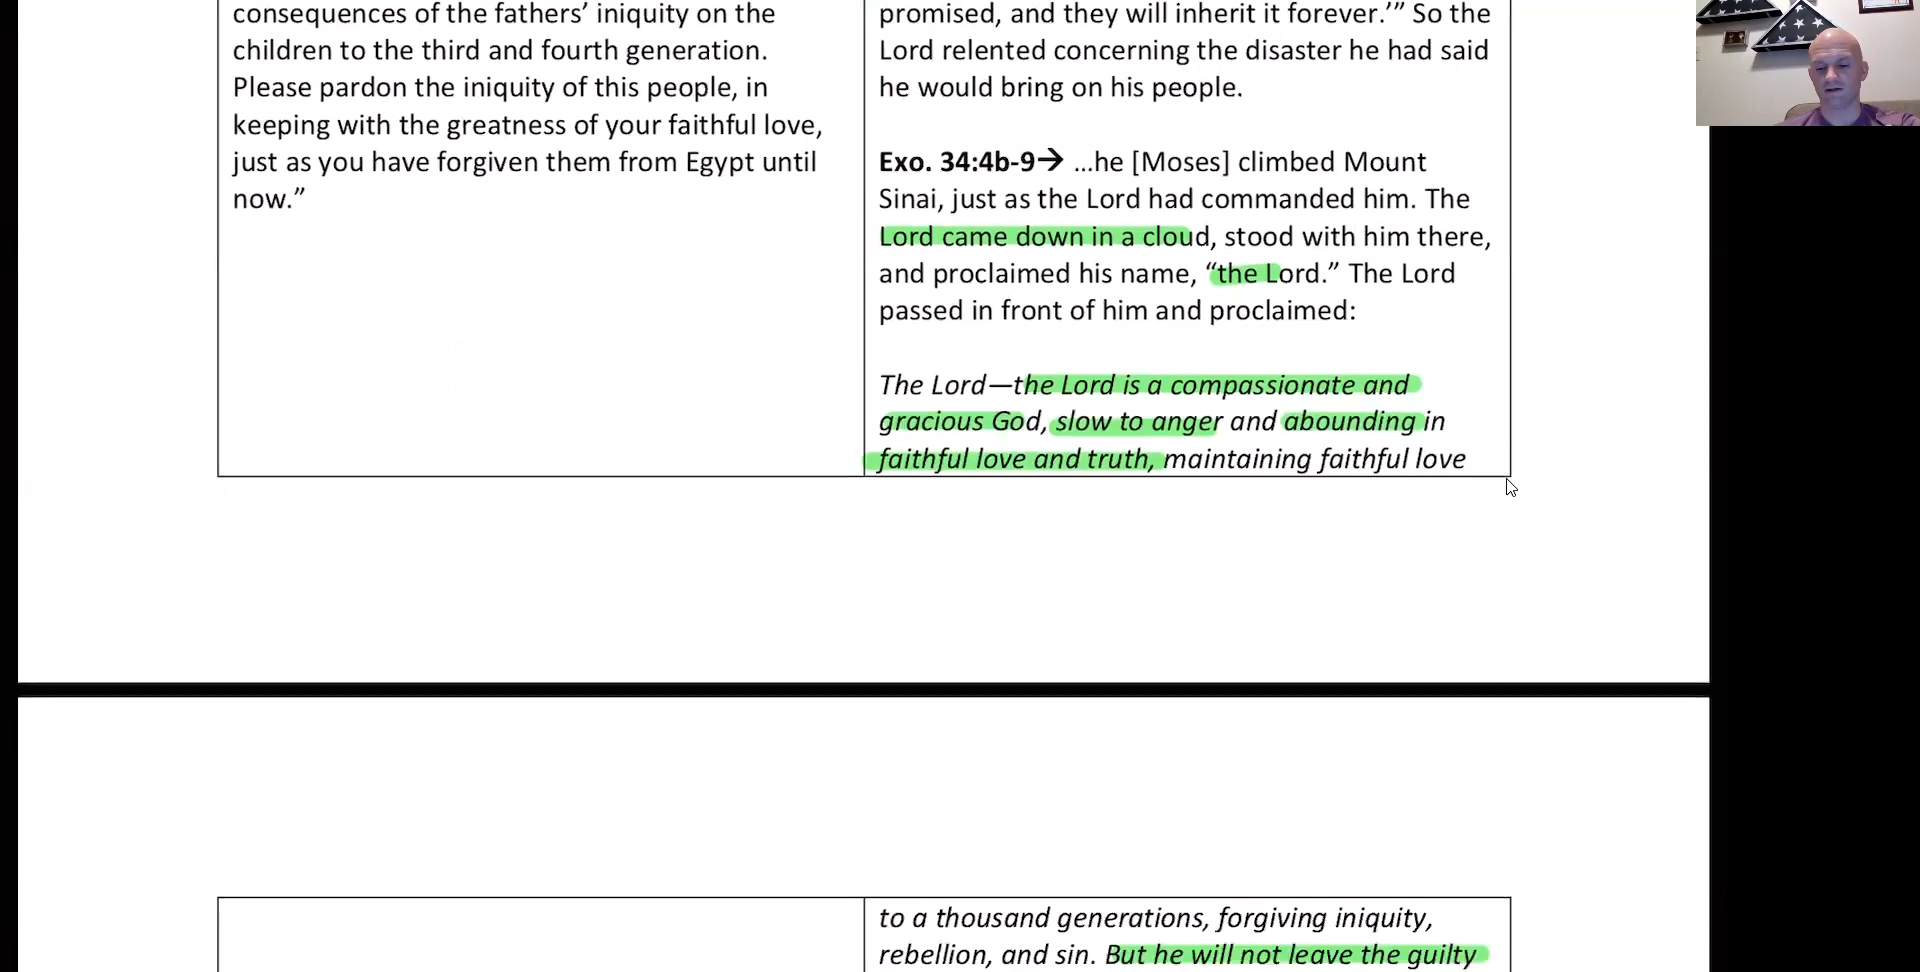 consequences of the fathers’ iniquity on the
children to the third and fourth generation.
Please pardon the iniquity of this people, in
keeping with the greatness of your faithful love,
just as you have forgiven them from Egypt until
now.”
promised, and they will inherit it forever.’” So the
Lord relented concerning the disaster he had said
he would bring on his people.
Exo. 34:4b-9→ …he [Moses] climbed Mount
Sinai, just as the Lord had commanded him. The
Lord came down in a cloud, stood with him there,
and proclaimed his name, “the Lord.” The Lord
passed in front of him and proclaimed:
The Lord—the Lord is a compassionate and
gracious God, slow to anger and abounding in
faithful love and truth, maintaining faithful love
to a thousand generations, forgiving iniquity,
rebellion, and sin. But he will not leave the guilty